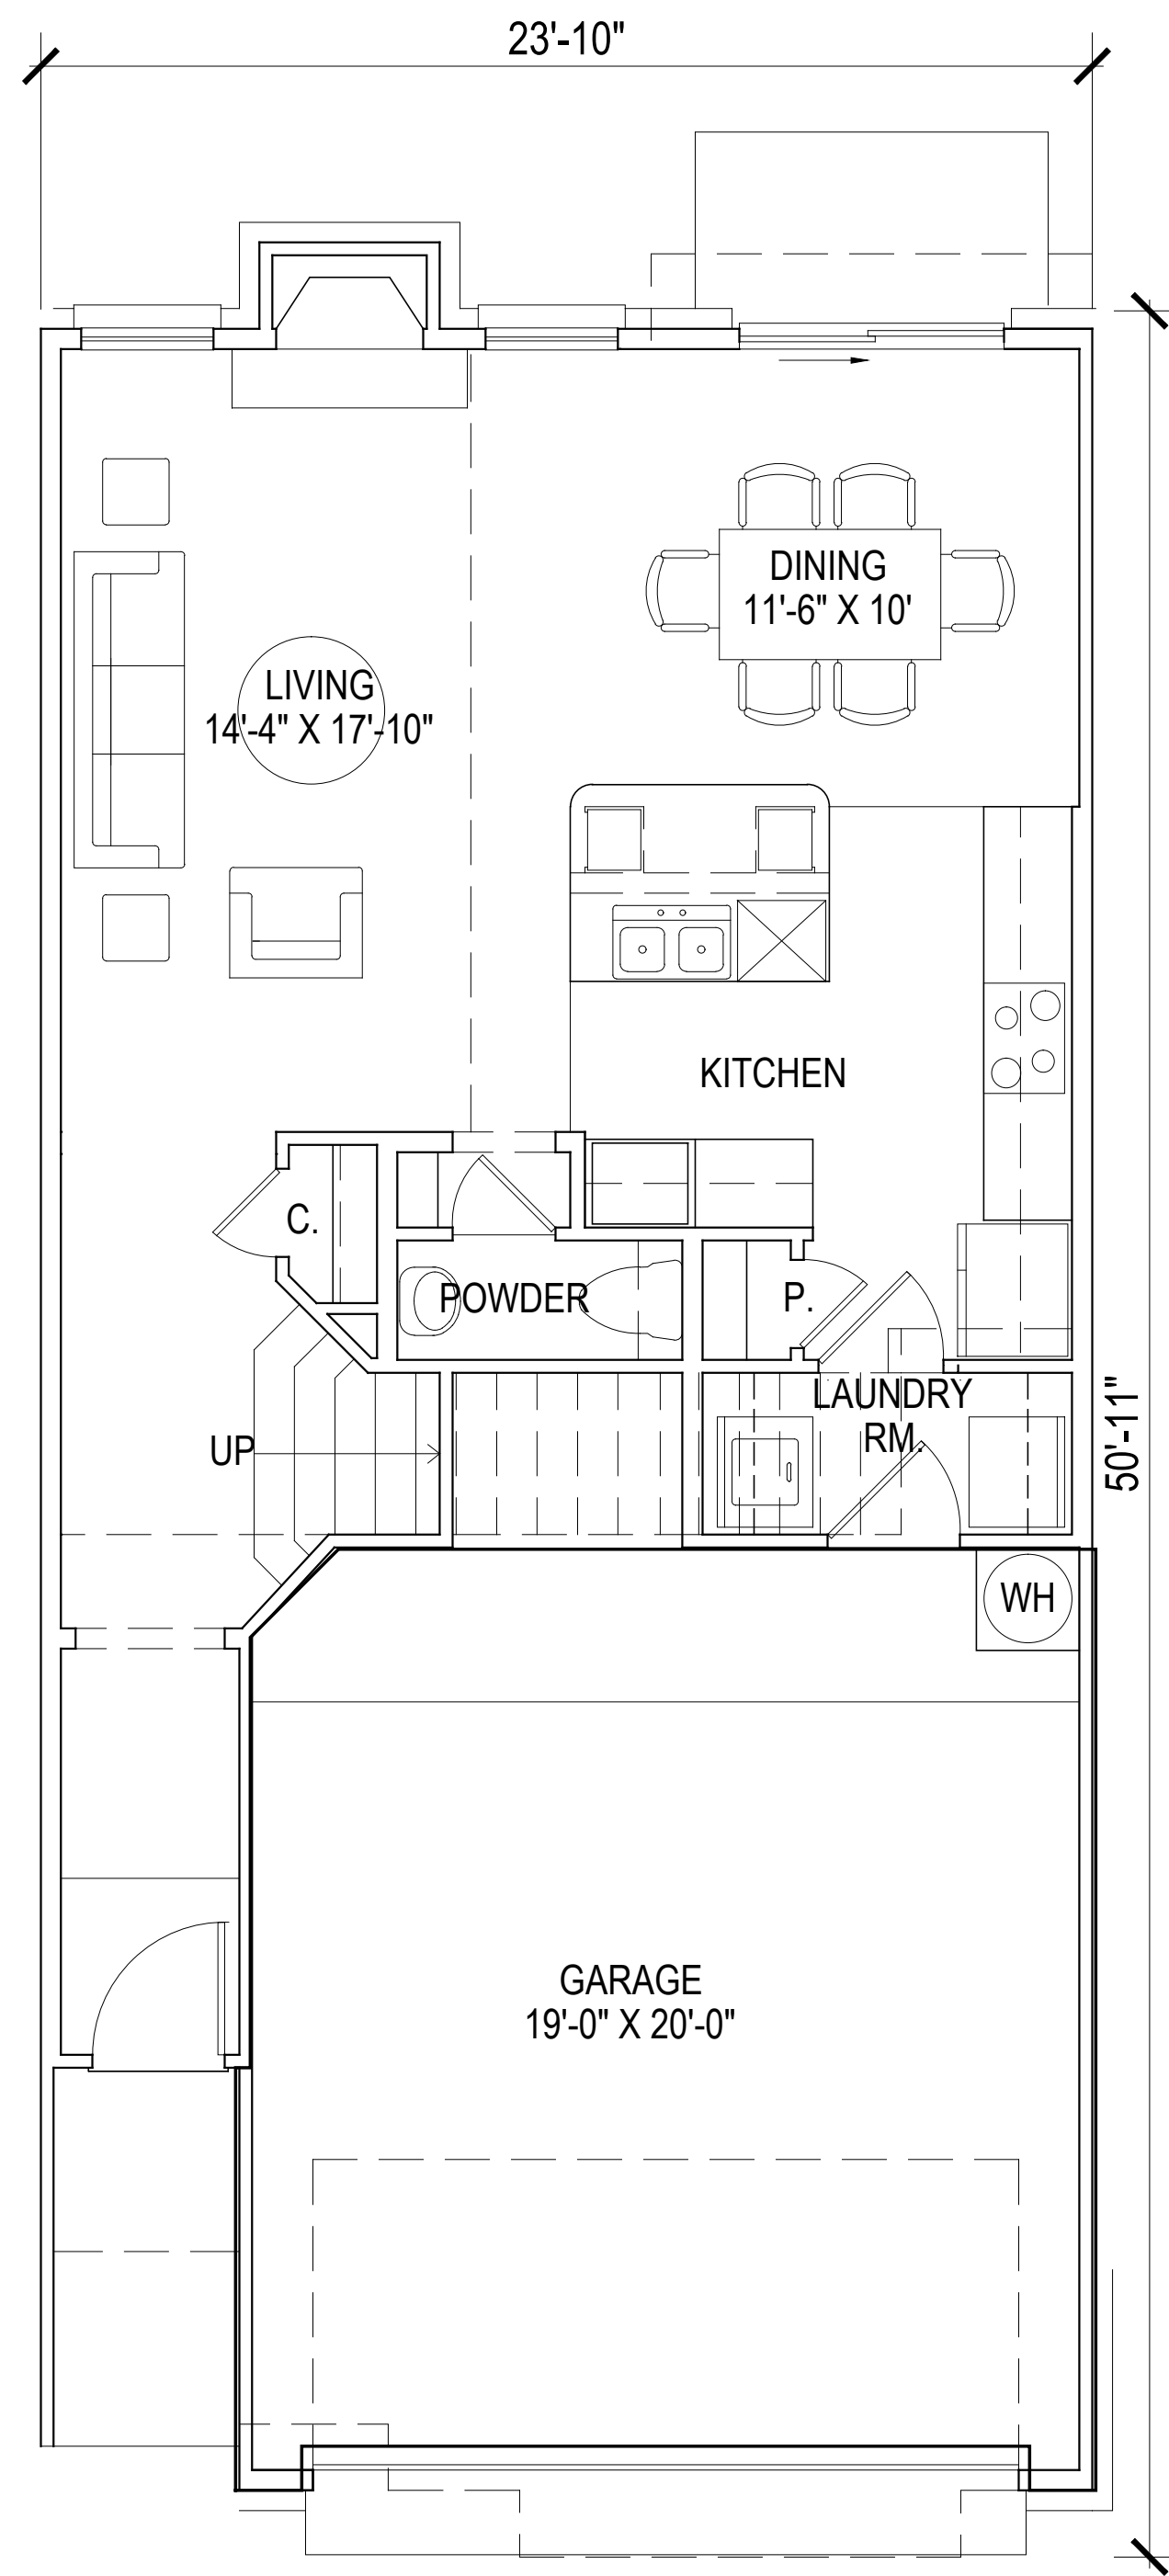 23'-10"
DINING
11'-6" X 10'
LIVING
14'-4" X 17'-10"
KITCHEN
C.
POWDER
P.
LAUNDRY
RM.
UP
50'-11"
WH
GARAGE
19'-0" X 20'-0"